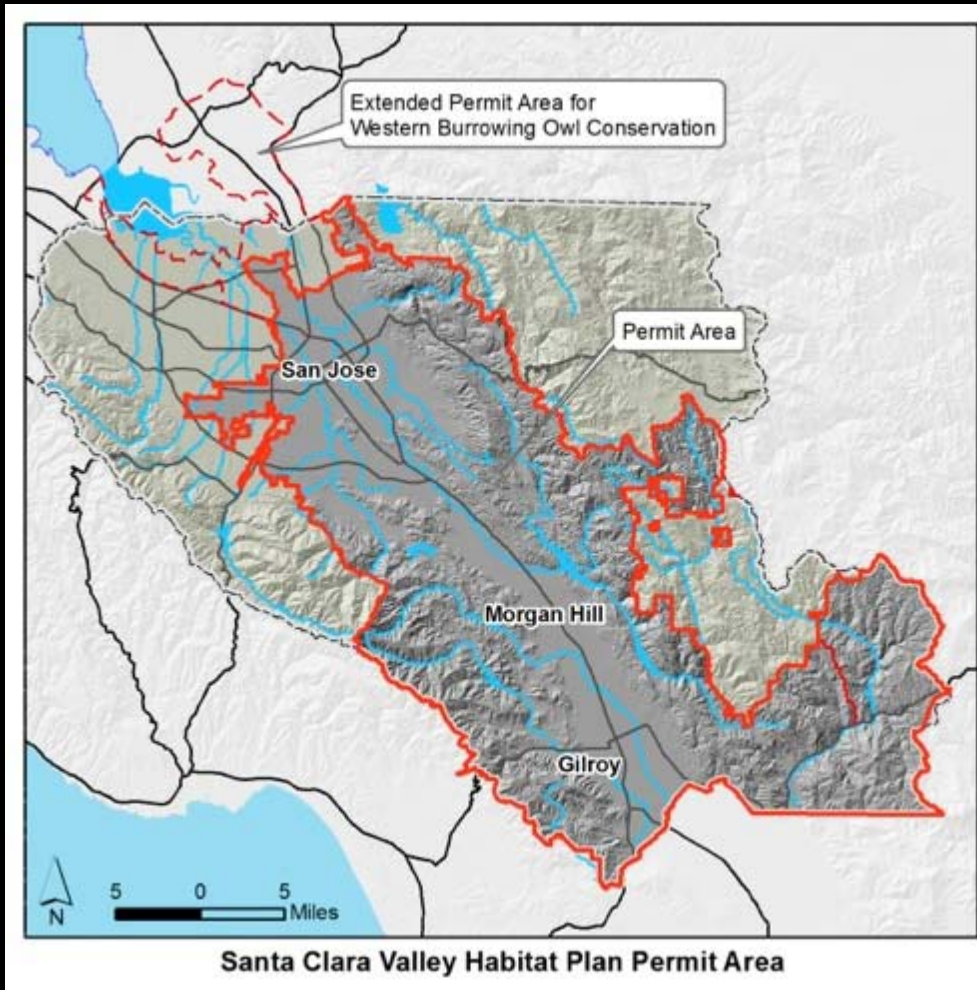 Extended Permit Area for
Western Burrowing Owl Conservation
Permit Area
San Jose
Morgan Hill
Gilroy
5 0 5
Miles
N
Santa Clara Valley Habitat Plan Permit Area